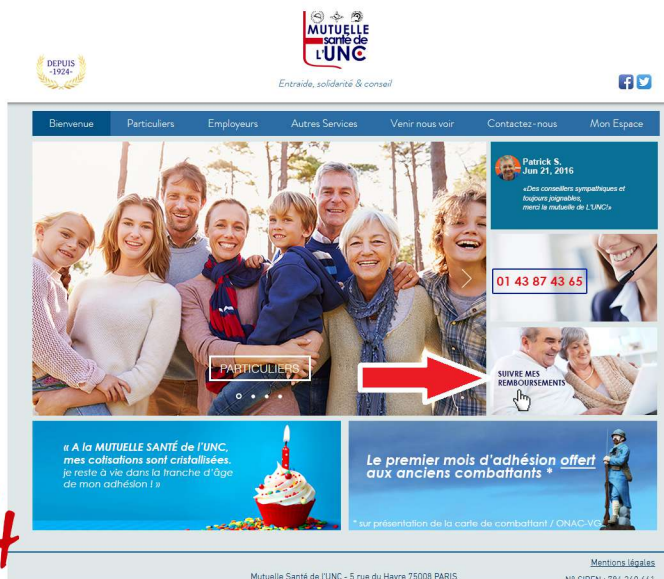 MUTUELLE
santé de
L'UNC
DEPUIS
-1924-
Entraide, solidarité & conseil
Bienvenue Particuliers Employeurs Autres Services Venir nous voir Contactez-nous Mon Espace
Patrick S.
Jun 21, 2016
«Des conseillers sympathiques et
toujours joignables,
merci la mutuelle de L'UNC!»
01 43 87 43 65
PARTICULIERS
SUIVRE MES
REMBOURSEMENTS
« A la MUTUELLE SANTÉ de l'UNC,
mes cotisations sont cristallisées.
je reste à vie dans la tranche d'âge
de mon adhésion ! »
Le premier mois d'adhésion offert
aux anciens combattants *
* sur présentation de la carte de combattant / ONAC-VG
Mentions légales
Mutuelle Santé de l'UNC - 5 rue du Havre 75008 PARIS